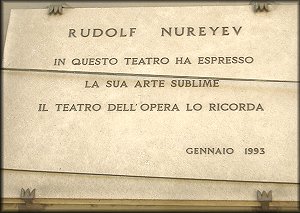 RUDOLF NUREYEV
IN QUESTO TEATRO HA ESPRESSO
LA SUA ARTE SUBLIME
IL TEATRO DELL'OPERA LO RICORDA
GENNAIO 1993